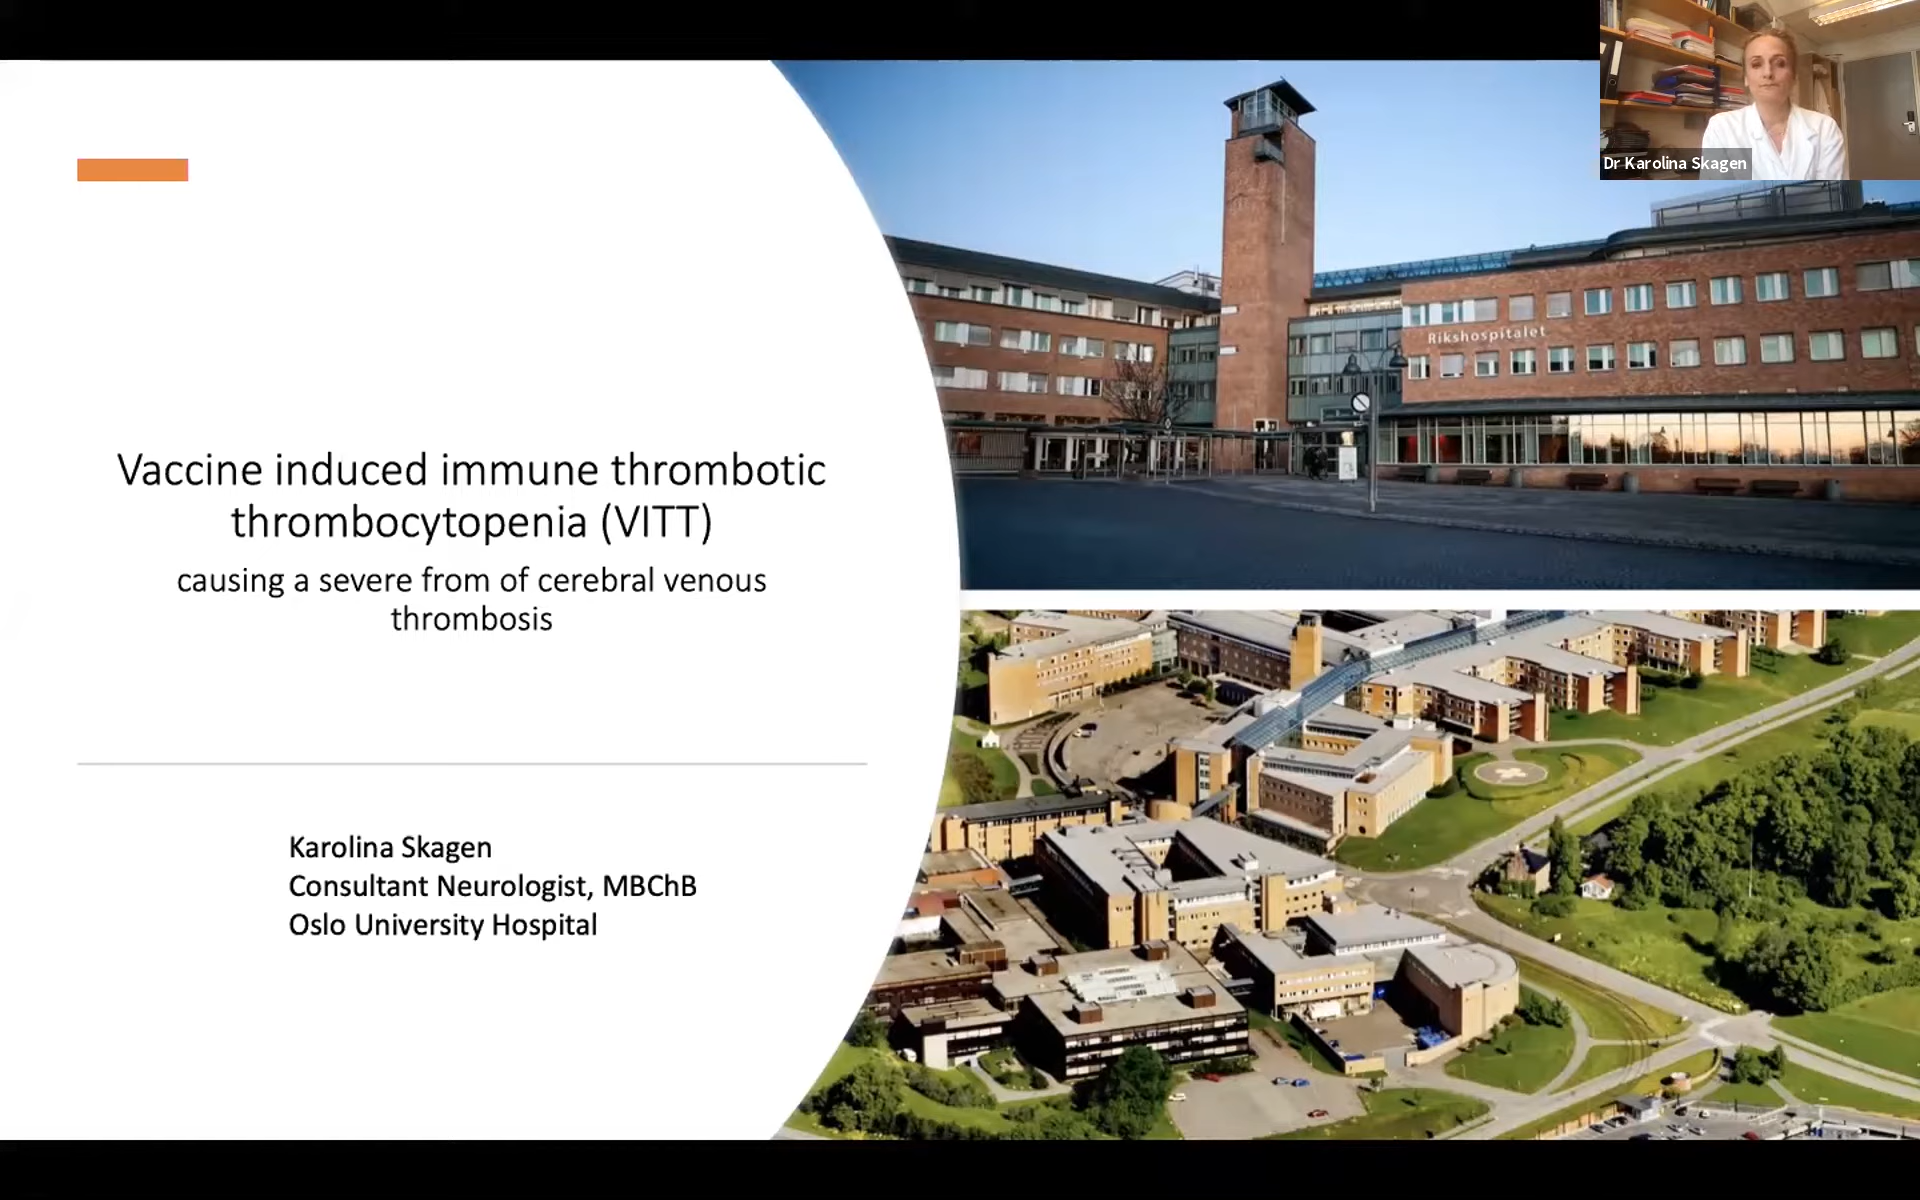 Dr Karolina Skagen
Rikshospitalet
Vaccine induced immune thrombotic
thrombocytopenia (VITT)
causing a severe from of cerebral venous
thrombosis
Karolina Skagen
Consultant Neurologist, MBChB
Oslo University Hospital